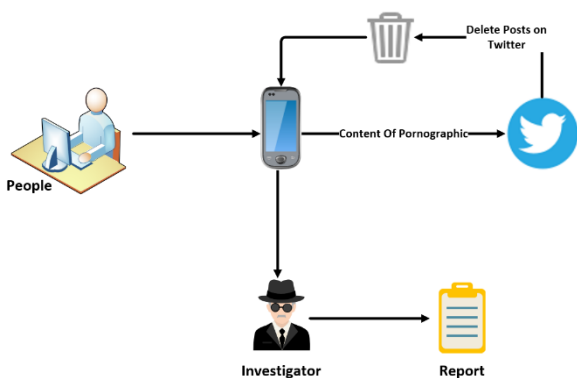 Delete Posts on
Twitter
Content Of Pornographic
People
Investigator
Report